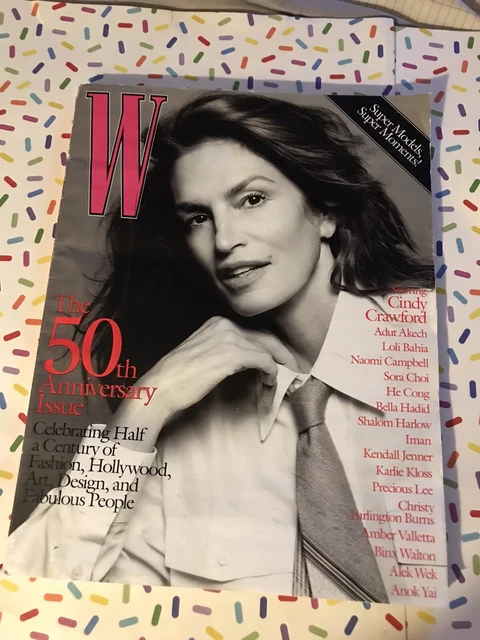 W
Super Models,
Super Moments!
The
50th
Anniversary
Issue
Celebrating Half
a Century of
Fashion, Hollywood,
Art, Design, and
Fabulous People
Starring
Cindy
Crawford
Adut Akech
Loli Bahia
Naomi Campbell
Sora Choi
He Cong
Bella Hadid
Shalom Harlow
Iman
Kendall Jenner
Karlie Kloss
Precious Lee
Christy
Turlington Burns
Amber Valletta
Binx Walton
Alek Wek
Anok Yai